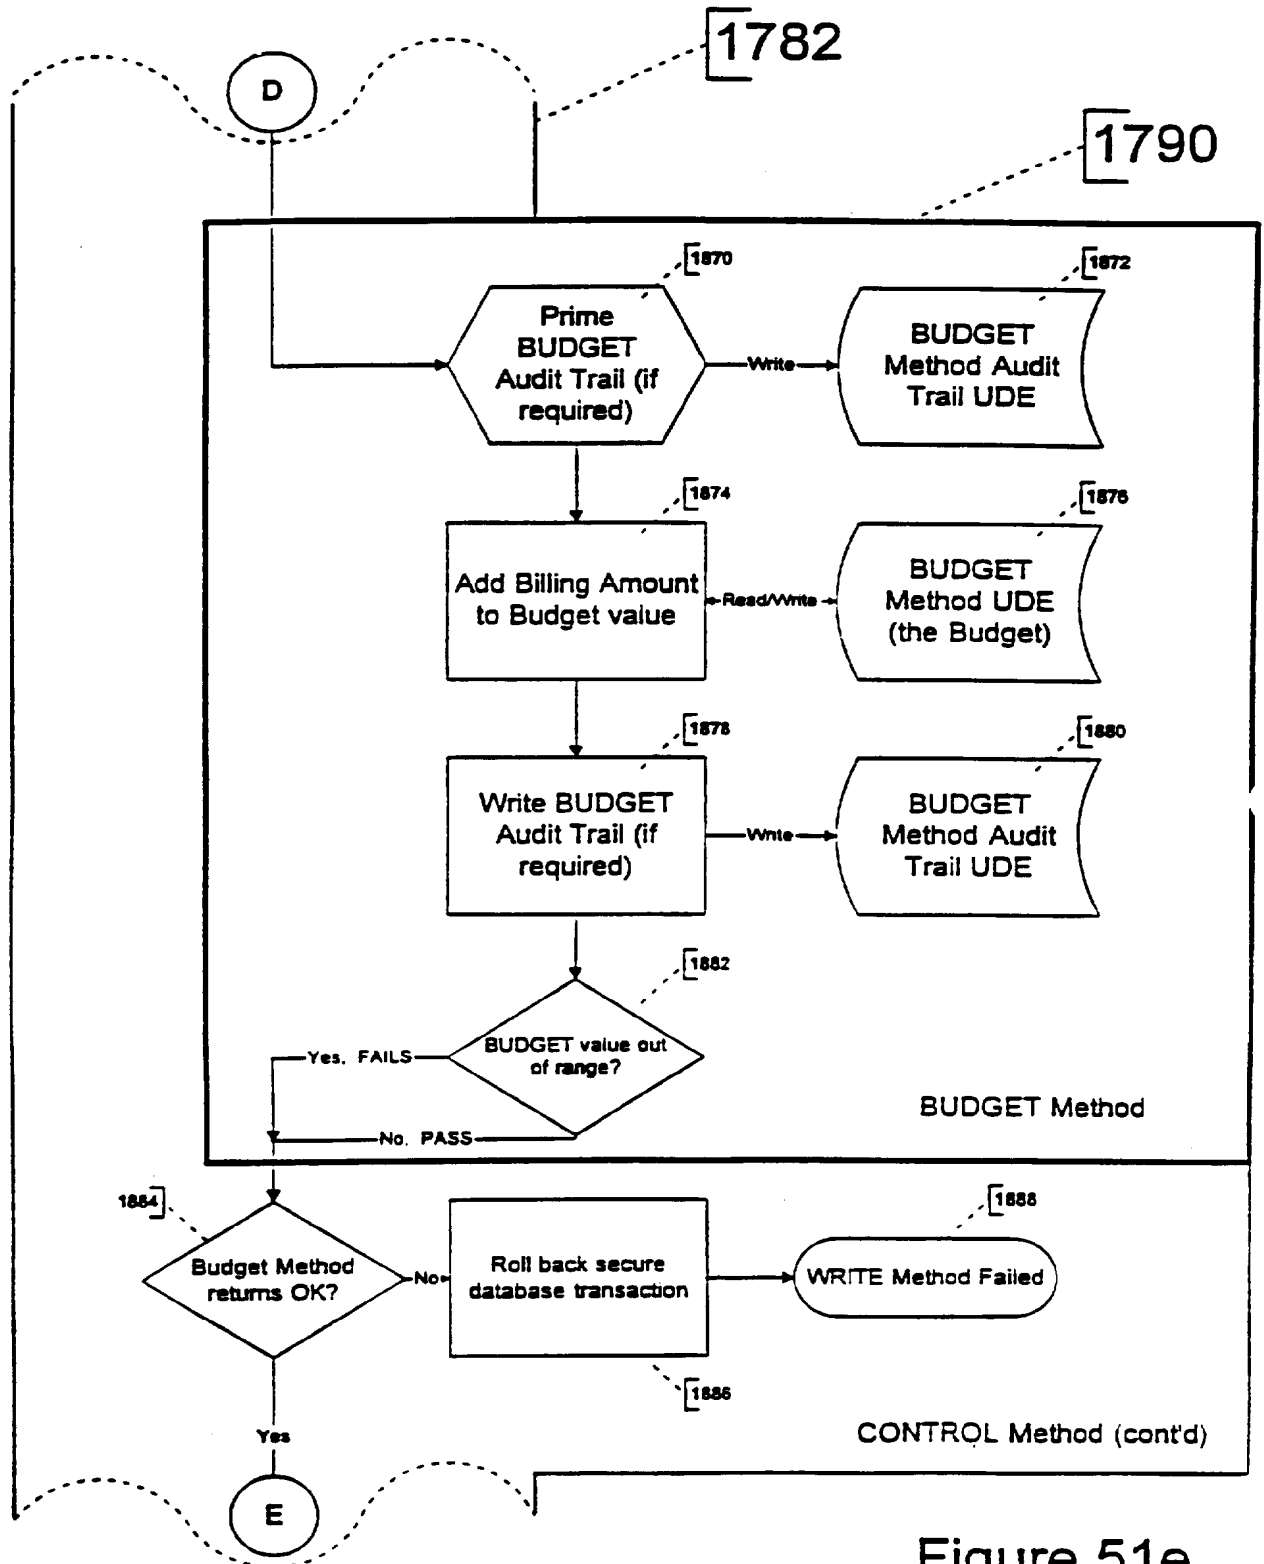 1782
D
1790
1870
1872
Prime
BUDGET
Audit Trail (if
required)
Write
BUDGET
Method Audit
Trail UDE
1874
1876
Add Billing Amount
to Budget value
Read/Write
BUDGET
Method UDE
(the Budget)
1878
1880
Write BUDGET
Audit Trail (if
required)
Write
BUDGET
Method Audit
Trail UDE
1882
BUDGET value out
of range?
Yes, FAILS
No, PASS
BUDGET Method
1884
1888
Budget Method
returns OK?
No
Roll back secure
database transaction
WRITE Method Failed
1886
Yes
CONTROL Method (cont'd)
E
Figure 51e